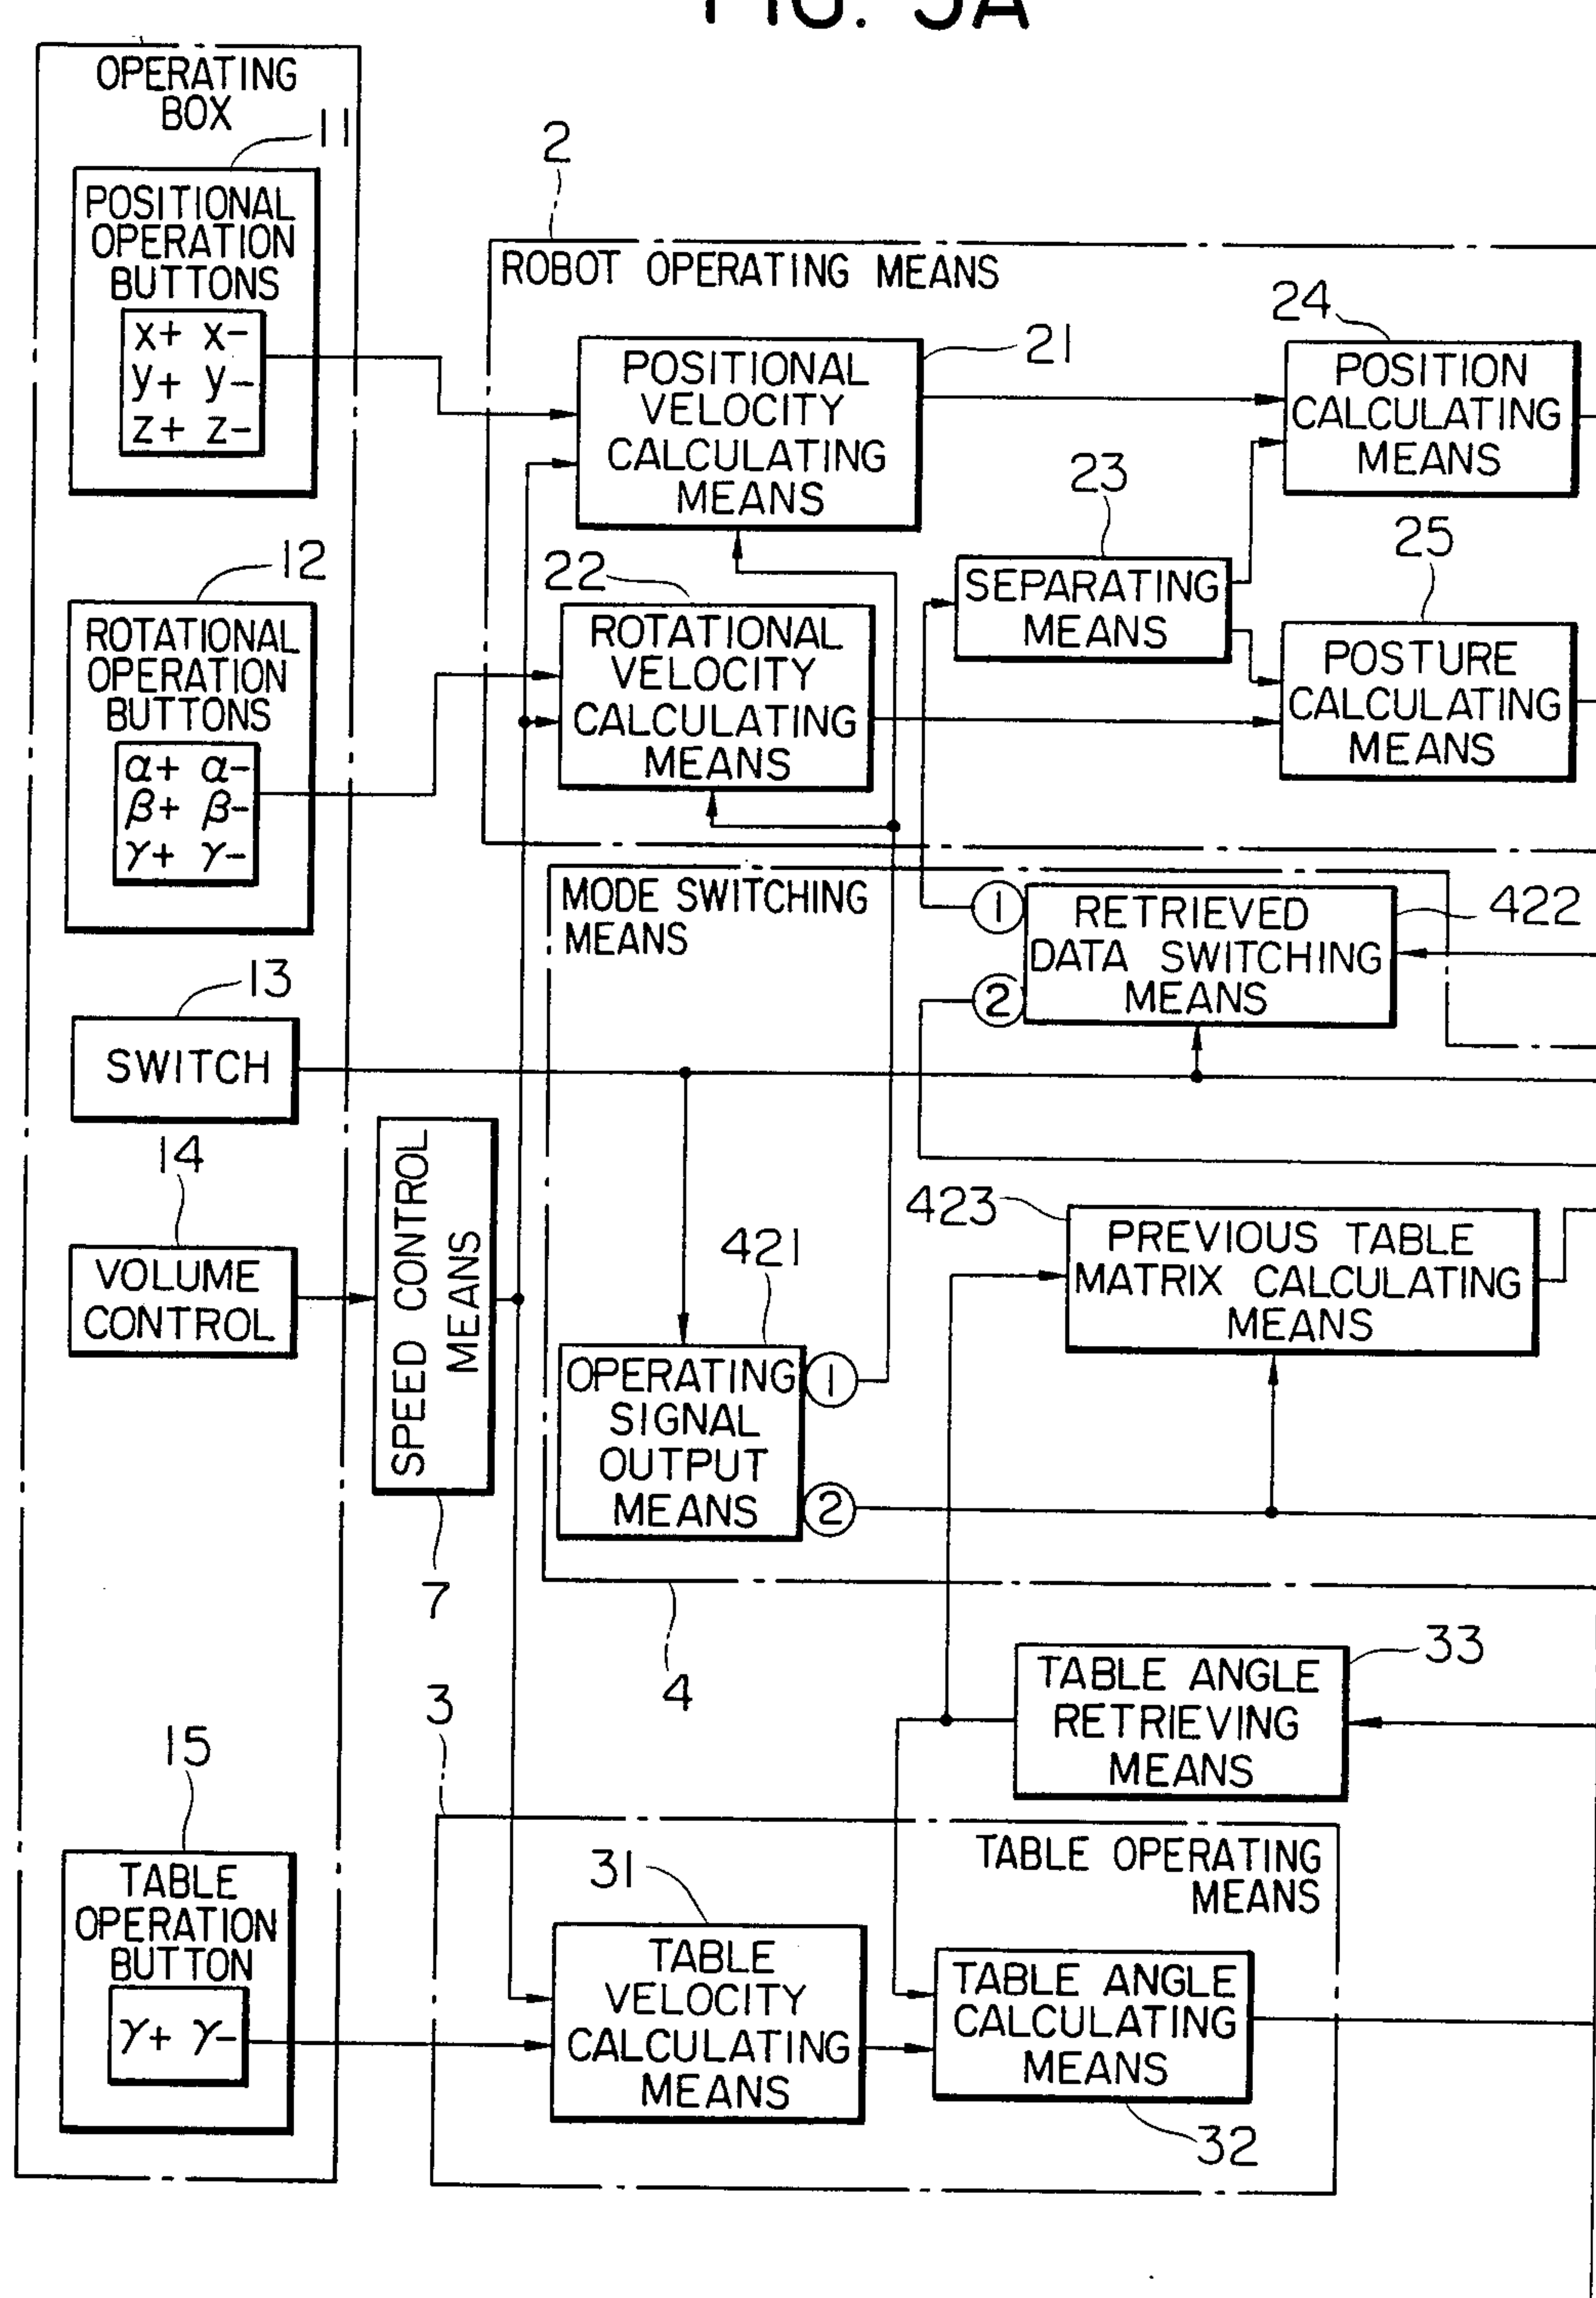 FIG. 5A
OPERATING
BOX
11
POSITIONAL
OPERATION
BUTTONS
x+ x-
y+ y-
z+ z-
12
ROTATIONAL
OPERATION
BUTTONS
α+ α-
β+ β-
γ+ γ-
13
SWITCH
14
VOLUME
CONTROL
15
TABLE
OPERATION
BUTTON
γ+ γ-
SPEED CONTROL
MEANS
7
2
ROBOT OPERATING MEANS
POSITIONAL
VELOCITY
CALCULATING
MEANS
21
22
ROTATIONAL
VELOCITY
CALCULATING
MEANS
23
SEPARATING
MEANS
24
POSITION
CALCULATING
MEANS
25
POSTURE
CALCULATING
MEANS
MODE SWITCHING
MEANS
1
2
RETRIEVED
DATA SWITCHING
MEANS
422
423
PREVIOUS TABLE
MATRIX CALCULATING
MEANS
421
OPERATING
SIGNAL
OUTPUT
MEANS
1
2
4
33
TABLE ANGLE
RETRIEVING
MEANS
3
TABLE OPERATING
MEANS
31
TABLE
VELOCITY
CALCULATING
MEANS
TABLE ANGLE
CALCULATING
MEANS
32